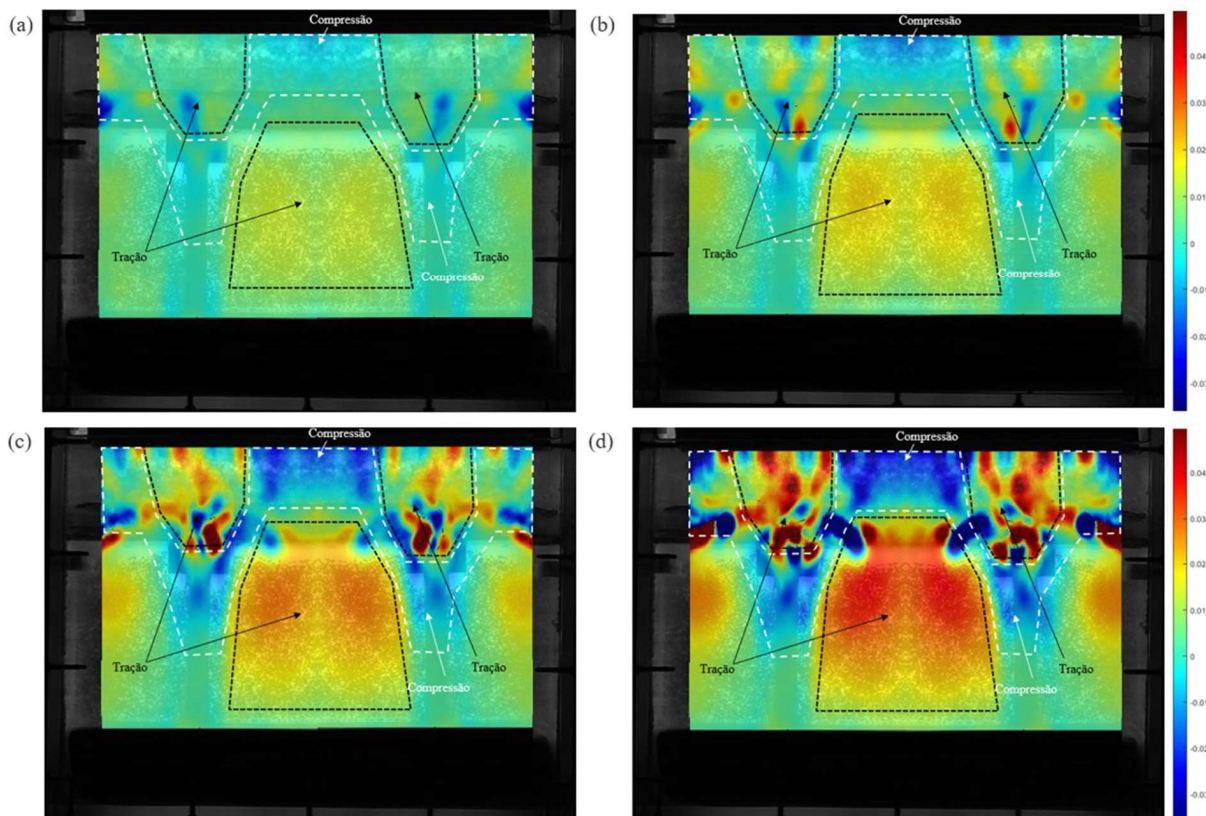 (a)
Compressão
Tração
Tração
Compressão
(b)
Compressão
Tração
Tração
Compressão
0.04
0.03
0.02
0.01
0
-0.01
-0.02
-0.03
(c)
Compressão
Tração
Tração
Compressão
(d)
Compressão
Tração
Tração
Compressão
0.04
0.03
0.02
0.01
0
-0.01
-0.02
-0.03